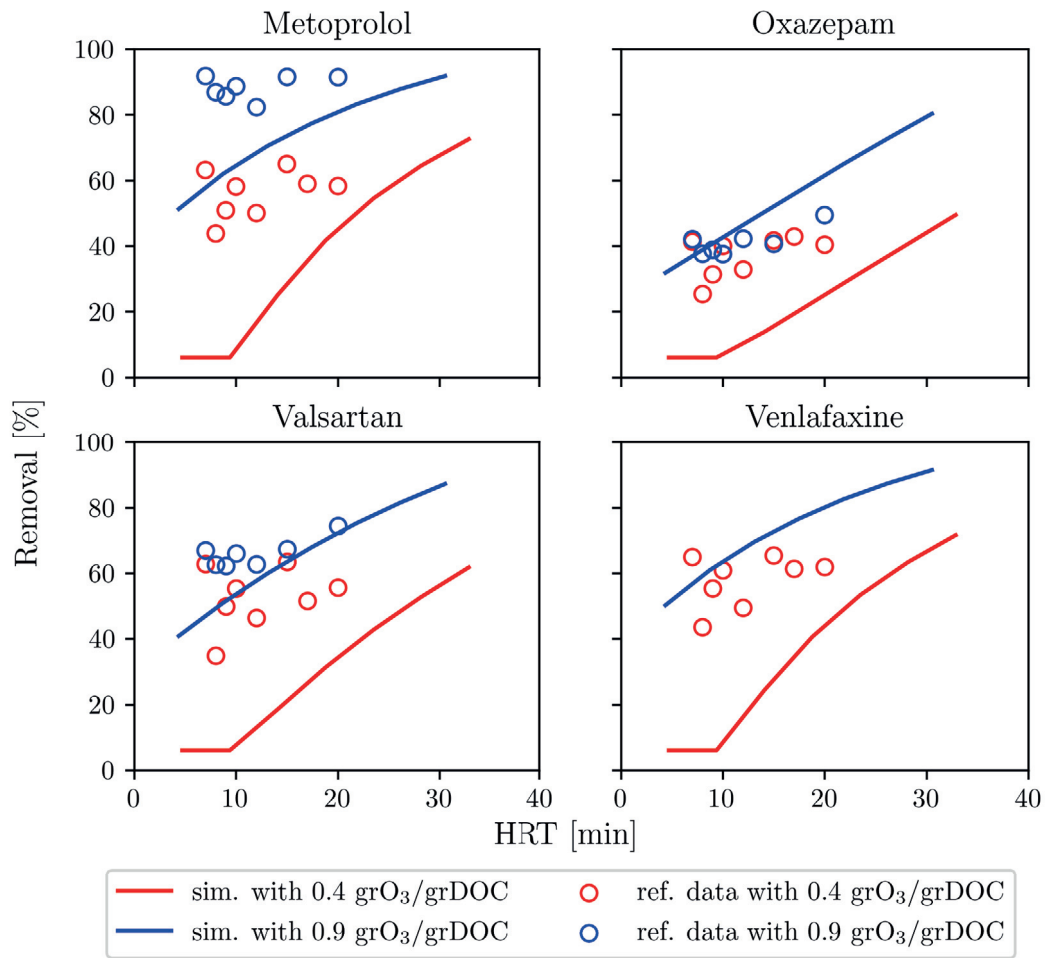 Metoprolol
Oxazepam
100
80
60
40
20
0
Valsartan
Venlafaxine
100
80
60
40
20
0
0 10 20 30 40
0 10 20 30 40
Removal [%]
HRT [min]
sim. with 0.4 grO₃/grDOC
ref. data with 0.4 grO₃/grDOC
sim. with 0.9 grO₃/grDOC
ref. data with 0.9 grO₃/grDOC